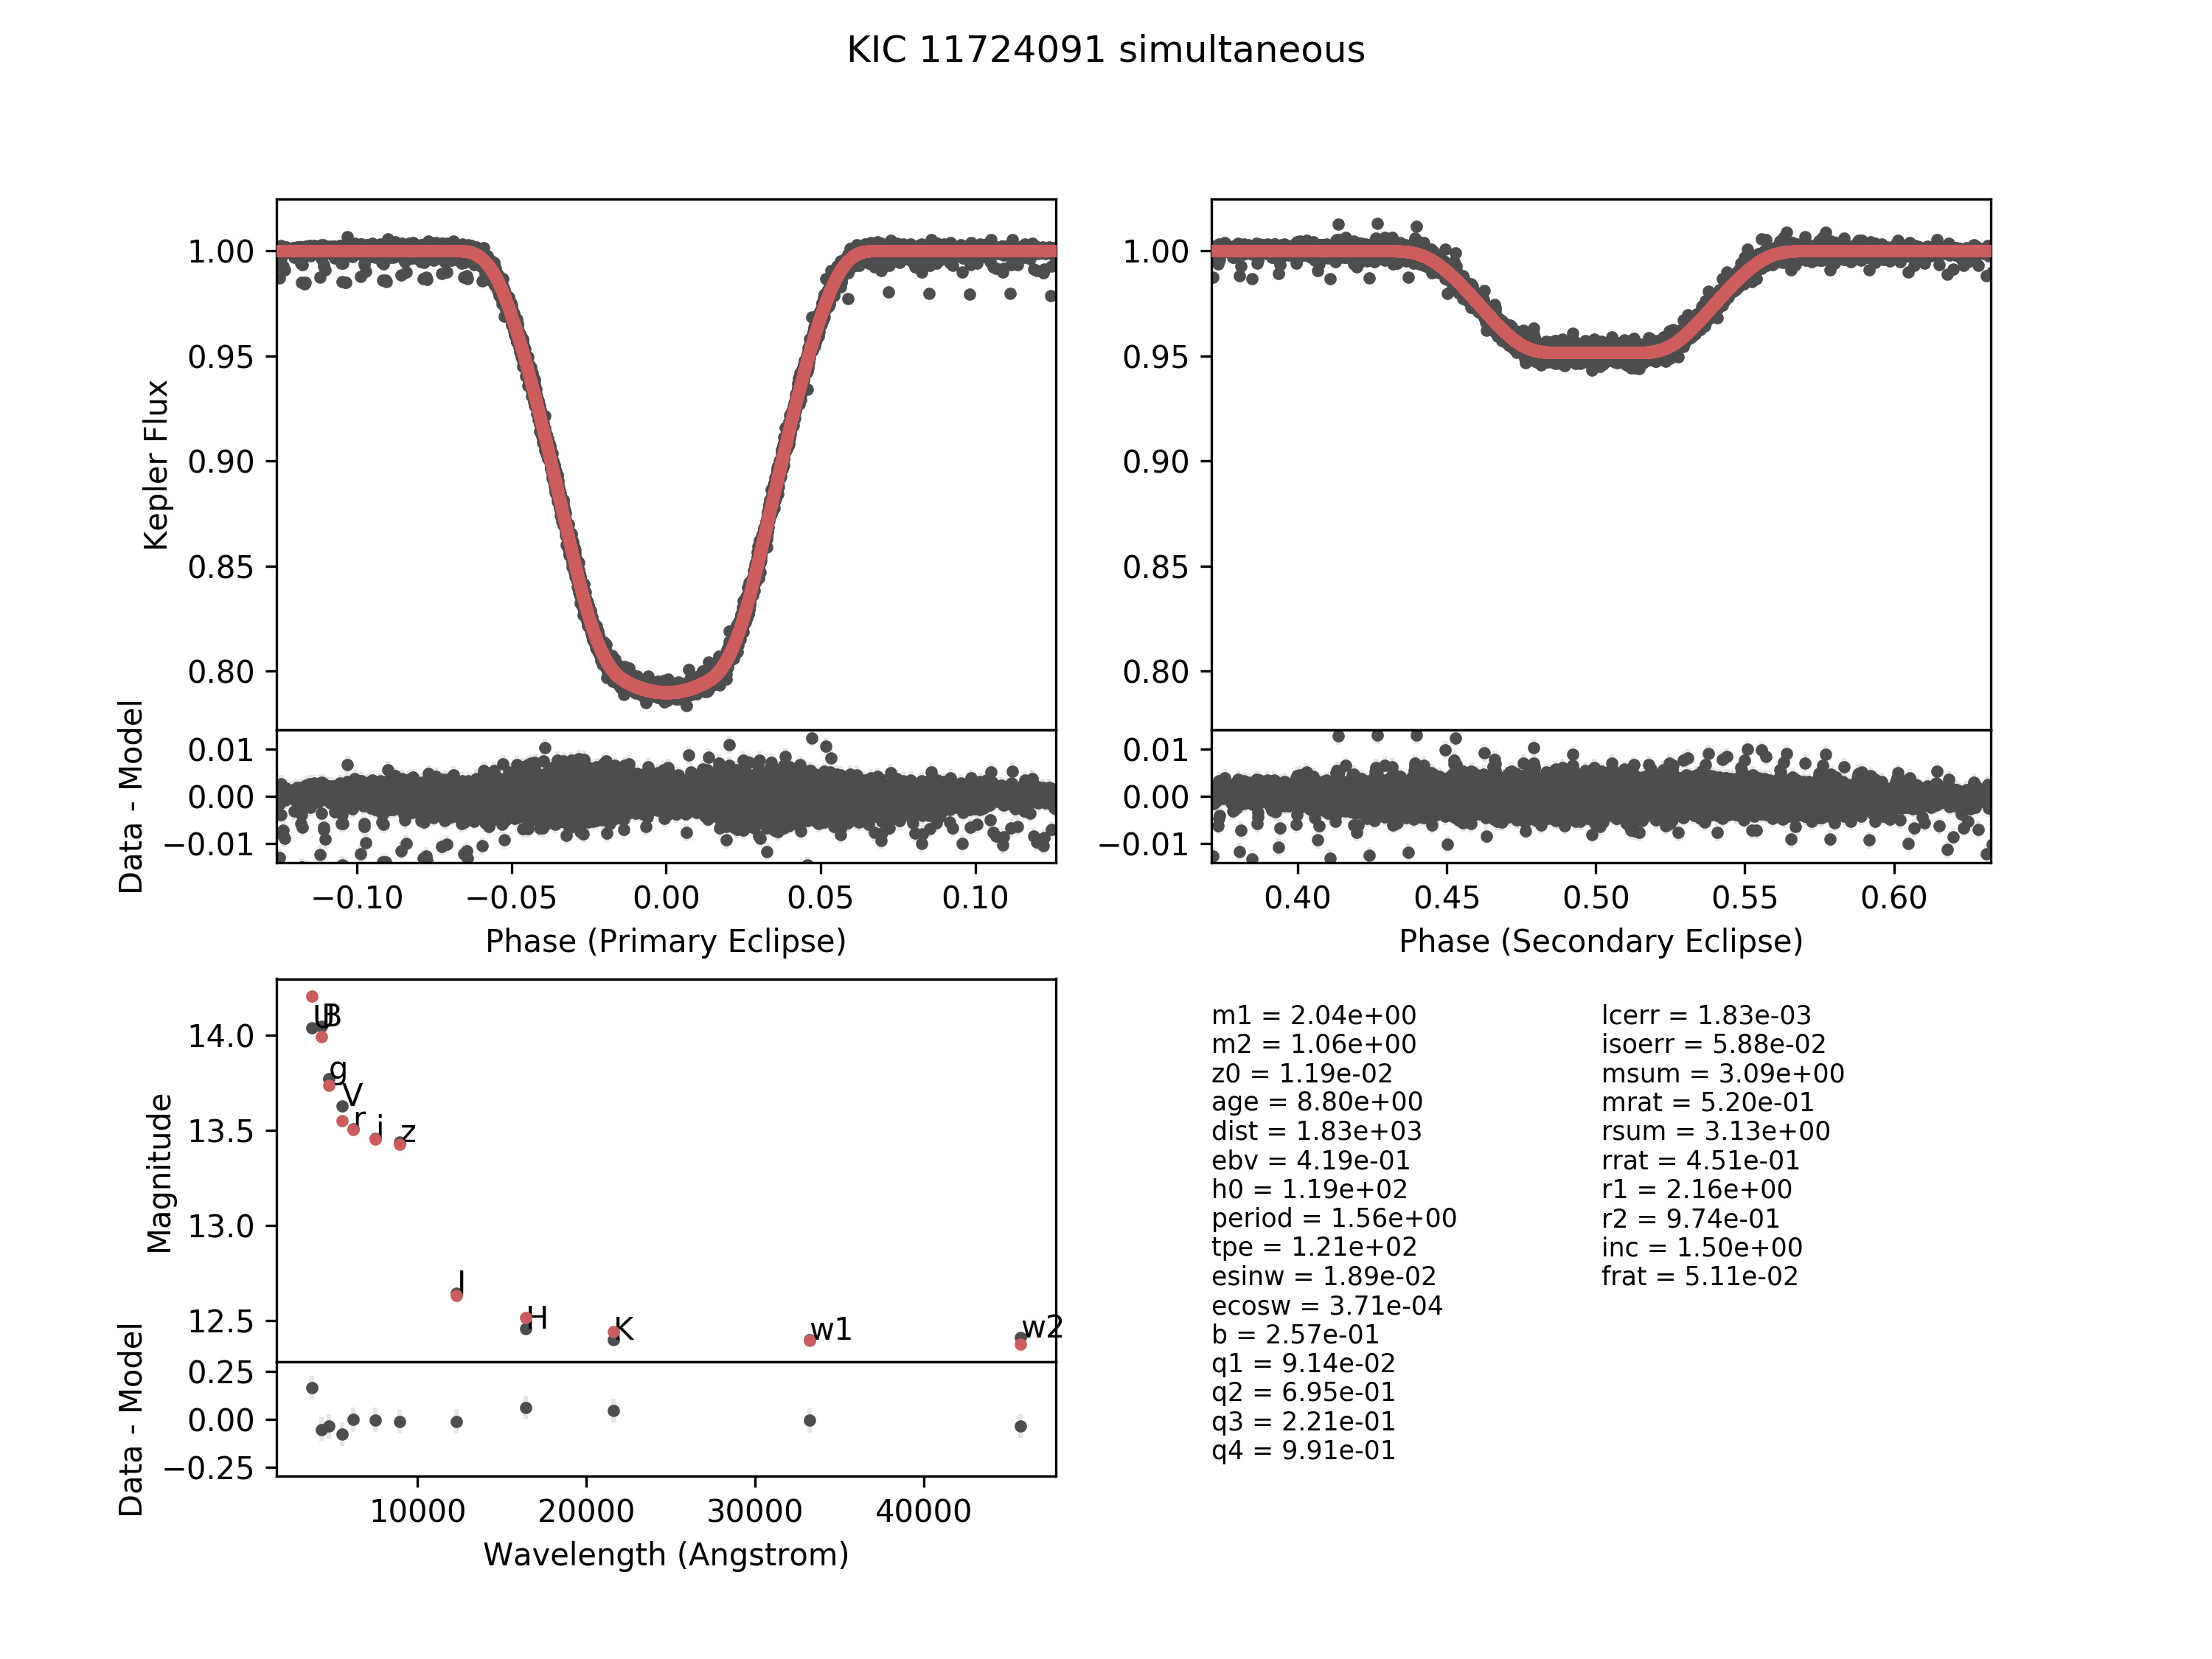 KIC 11724091 simultaneous
Kepler Flux
1.00
0.95
0.90
0.85
0.80
Data - Model
0.01
0.00
−0.01
−0.10 −0.05 0.00 0.05 0.10
Phase (Primary Eclipse)
1.00
0.95
0.90
0.85
0.80
0.01
0.00
−0.01
0.40 0.45 0.50 0.55 0.60
Phase (Secondary Eclipse)
Magnitude
14.0
13.5
13.0
12.5
U B g V r i z J H K w1 w2
Data - Model
0.25
0.00
−0.25
10000 20000 30000 40000
Wavelength (Angstrom)
m1 = 2.04e+00
m2 = 1.06e+00
z0 = 1.19e-02
age = 8.80e+00
dist = 1.83e+03
ebv = 4.19e-01
h0 = 1.19e+02
period = 1.56e+00
tpe = 1.21e+02
esinw = 1.89e-02
ecosw = 3.71e-04
b = 2.57e-01
q1 = 9.14e-02
q2 = 6.95e-01
q3 = 2.21e-01
q4 = 9.91e-01
lcerr = 1.83e-03
isoerr = 5.88e-02
msum = 3.09e+00
mrat = 5.20e-01
rsum = 3.13e+00
rrat = 4.51e-01
r1 = 2.16e+00
r2 = 9.74e-01
inc = 1.50e+00
frat = 5.11e-02